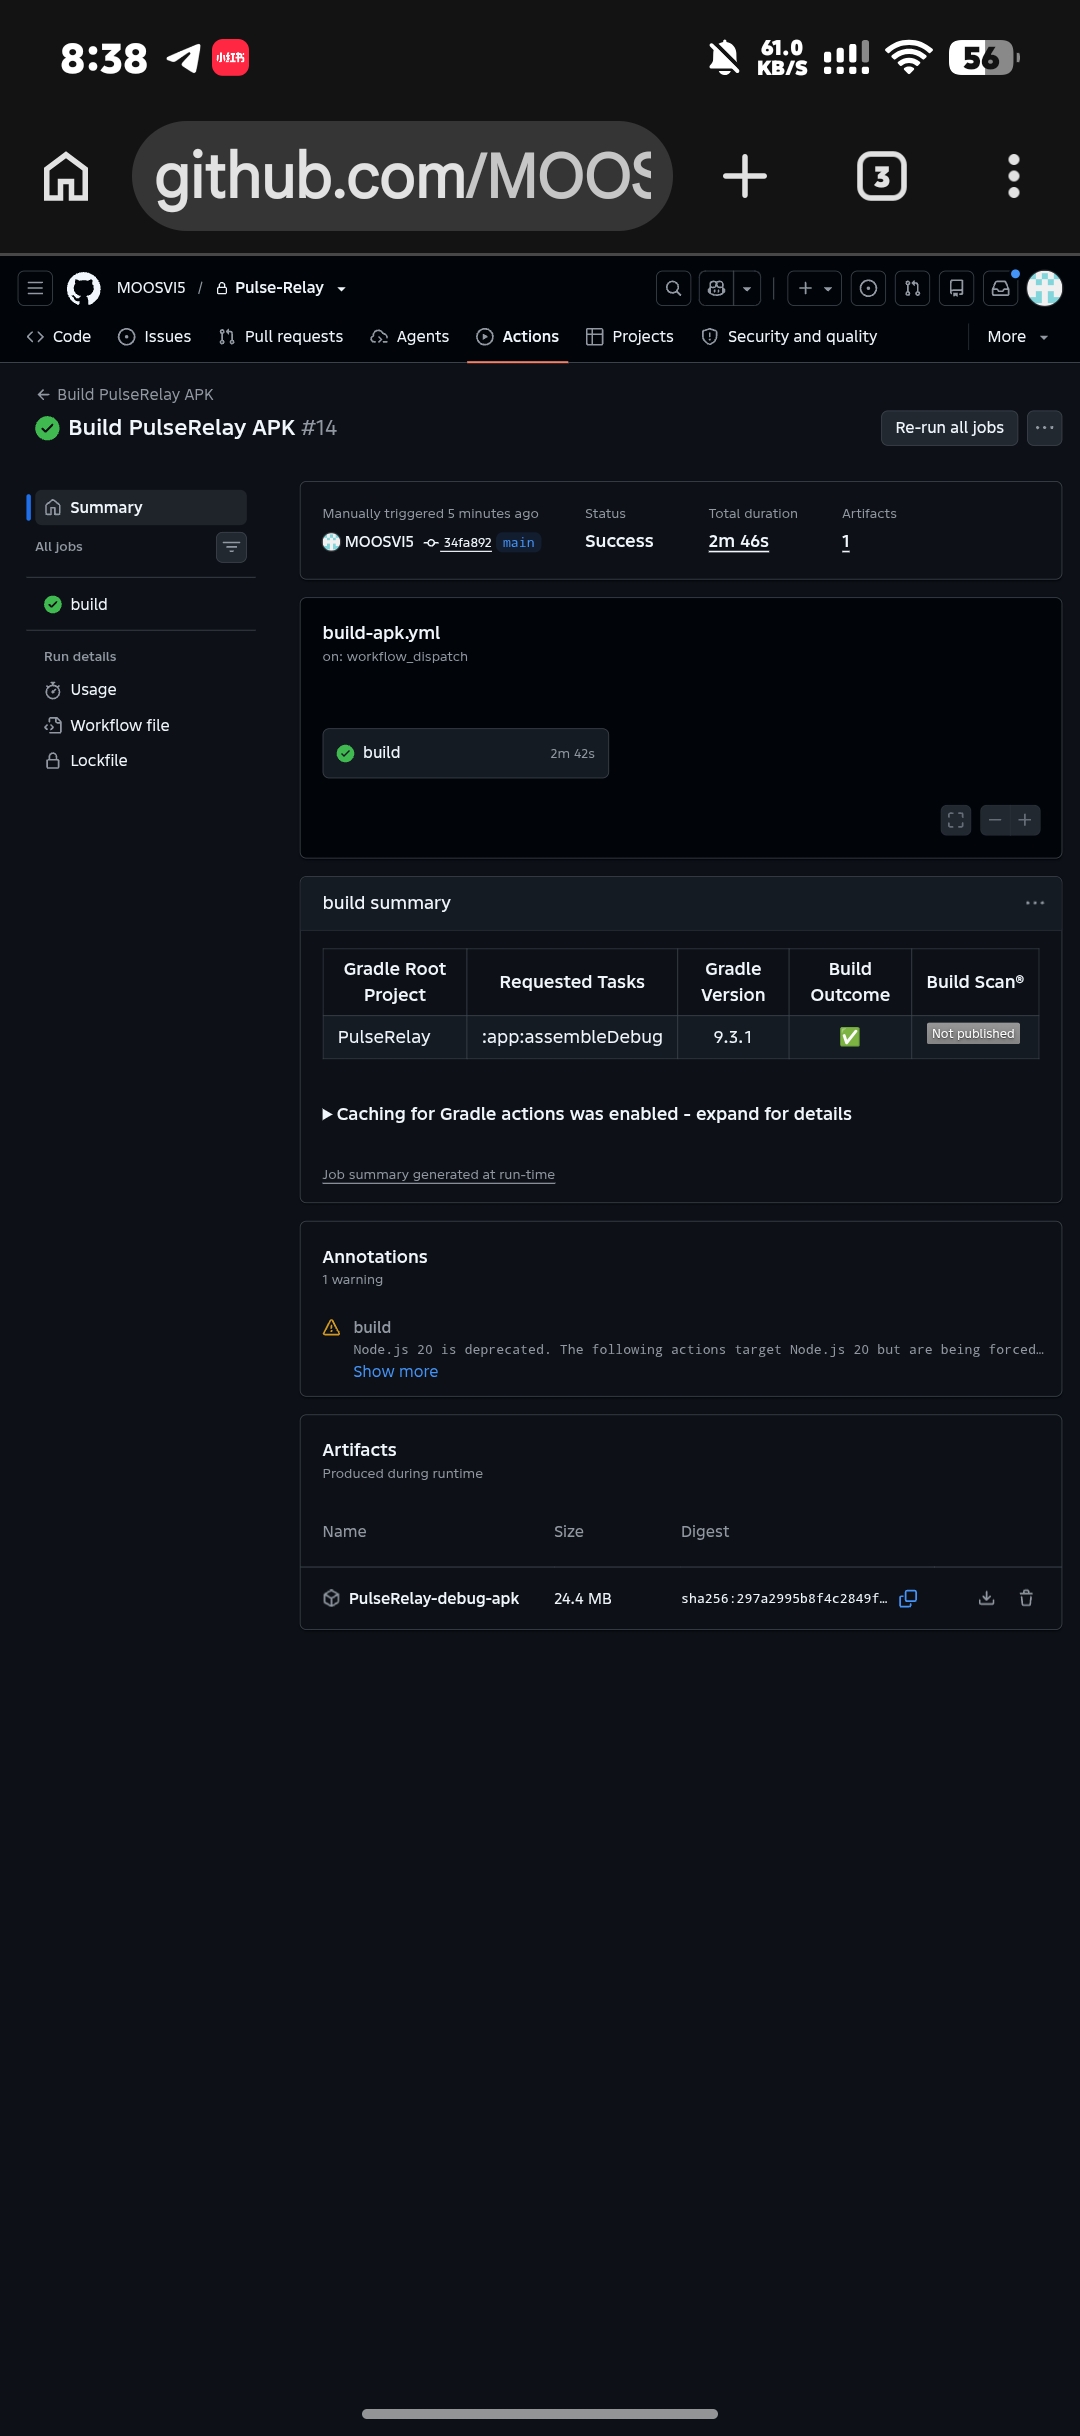 8:38
小红书
61.0
KB/S
56
github.com/MOOS
3
MOOSVI5 / Pulse-Relay
Code Issues Pull requests Agents Actions Projects Security and quality More
Build PulseRelay APK
Build PulseRelay APK #14
Re-run all jobs
Summary
All jobs
build
Run details
Usage
Workflow file
Lockfile
Manually triggered 5 minutes ago
MOOSVI5 34fa892 main
Status
Success
Total duration
2m 46s
Artifacts
1
build-apk.yml
on: workflow_dispatch
build 2m 42s
build summary
Gradle Root Project Requested Tasks Gradle Version Build Outcome Build Scan®
PulseRelay :app:assembleDebug 9.3.1 ✅ Not published
Caching for Gradle actions was enabled - expand for details
Job summary generated at run-time
Annotations
1 warning
build
Node.js 20 is deprecated. The following actions target Node.js 20 but are being forced…
Show more
Artifacts
Produced during runtime
Name Size Digest
PulseRelay-debug-apk 24.4 MB sha256:297a2995b8f4c2849f…